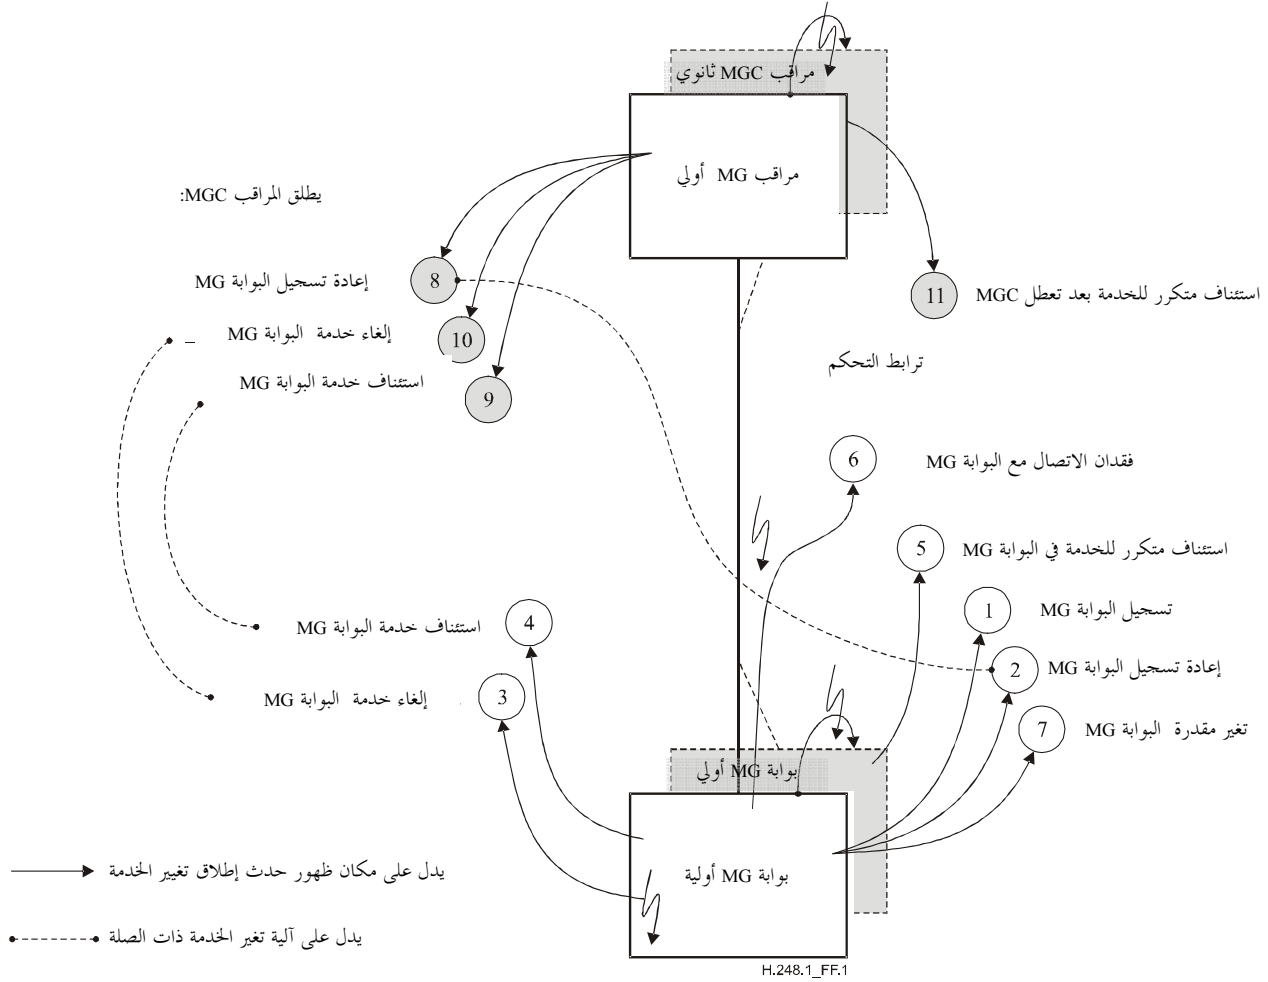 مراقب MGC ثانوي
مراقب MG أولي
يطلق المراقب MGC:
8
إعادة تسجيل البوابة MG
11
استئناف متكرر للخدمة بعد تعطل MGC
10
إلغاء خدمة البوابة MG
ترابط التحكم
9
استئناف خدمة البوابة MG
6
فقدان الاتصال مع البوابة MG
5
استئناف متكرر للخدمة في البوابة MG
1
تسجيل البوابة MG
4
استئناف خدمة البوابة MG
2
إعادة تسجيل البوابة MG
3
إلغاء خدمة البوابة MG
7
تغير مقدرة البوابة MG
بوابة MG أولي
بوابة MG أولية
يدل على مكان ظهور حدث إطلاق تغيير الخدمة
يدل على آلية تغير الخدمة ذات الصلة
H.248.1_FF.1